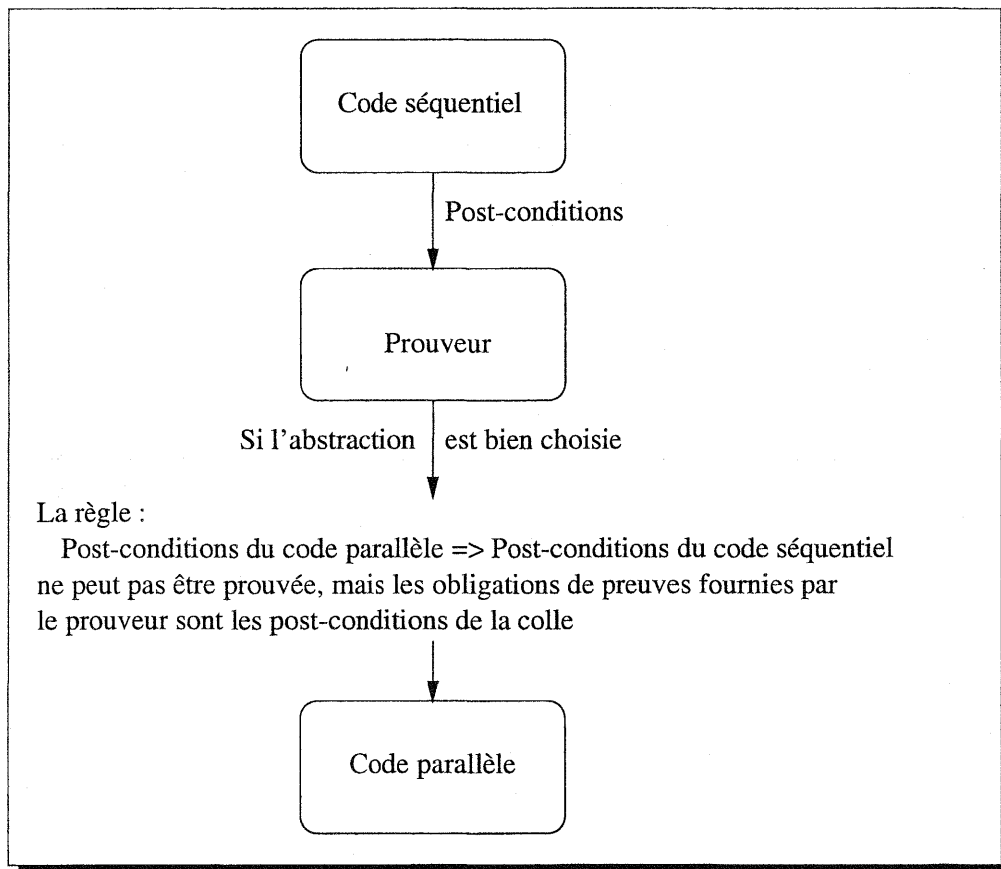 Code séquentiel
Post-conditions
Prouveur
Si l'abstraction est bien choisie
La règle :
Post-conditions du code parallèle => Post-conditions du code séquentiel
ne peut pas être prouvée, mais les obligations de preuves fournies par
le prouveur sont les post-conditions de la colle
Code parallèle